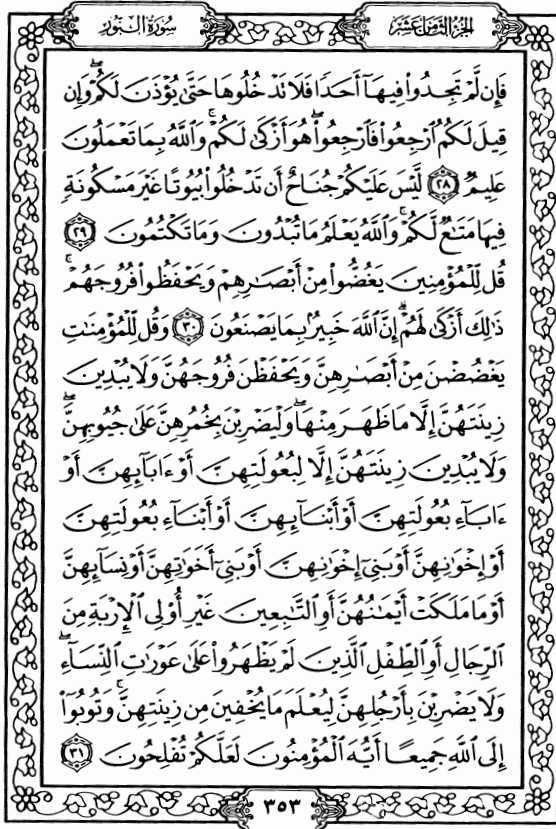 الجزء الثامن عشر
سورة النور
فَإِن لَّمْ تَجِدُوا۟ فِيهَآ أَحَدًا فَلَا تَدْخُلُوهَا حَتَّىٰ يُؤْذَنَ لَكُمْ ۖ وَإِن
قِيلَ لَكُمُ ٱرْجِعُوا۟ فَٱرْجِعُوا۟ ۖ هُوَ أَزْكَىٰ لَكُمْ ۚ وَٱللَّهُ بِمَا تَعْمَلُونَ
عَلِيمٌ ٢٨ لَّيْسَ عَلَيْكُمْ جُنَاحٌ أَن تَدْخُلُوا۟ بُيُوتًا غَيْرَ مَسْكُونَةٍ
فِيهَا مَتَـٰعٌ لَّكُمْ ۚ وَٱللَّهُ يَعْلَمُ مَا تُبْدُونَ وَمَا تَكْتُمُونَ ٢٩
قُل لِّلْمُؤْمِنِينَ يَغُضُّوا۟ مِنْ أَبْصَـٰرِهِمْ وَيَحْفَظُوا۟ فُرُوجَهُمْ ۚ
ذَٰلِكَ أَزْكَىٰ لَهُمْ ۗ إِنَّ ٱللَّهَ خَبِيرٌۢ بِمَا يَصْنَعُونَ ٣٠ وَقُل لِّلْمُؤْمِنَـٰتِ
يَغْضُضْنَ مِنْ أَبْصَـٰرِهِنَّ وَيَحْفَظْنَ فُرُوجَهُنَّ وَلَا يُبْدِينَ
زِينَتَهُنَّ إِلَّا مَا ظَهَرَ مِنْهَا ۖ وَلْيَضْرِبْنَ بِخُمُرِهِنَّ عَلَىٰ جُيُوبِهِنَّ ۖ
وَلَا يُبْدِينَ زِينَتَهُنَّ إِلَّا لِبُعُولَتِهِنَّ أَوْ ءَابَآئِهِنَّ أَوْ
ءَابَآءِ بُعُولَتِهِنَّ أَوْ أَبْنَآئِهِنَّ أَوْ أَبْنَآءِ بُعُولَتِهِنَّ
أَوْ إِخْوَٰنِهِنَّ أَوْ بَنِىٓ إِخْوَٰنِهِنَّ أَوْ بَنِىٓ أَخَوَٰتِهِنَّ أَوْ نِسَآئِهِنَّ
أَوْ مَا مَلَكَتْ أَيْمَـٰنُهُنَّ أَوِ ٱلتَّـٰبِعِينَ غَيْرِ أُو۟لِى ٱلْإِرْبَةِ مِنَ
ٱلرِّجَالِ أَوِ ٱلطِّفْلِ ٱلَّذِينَ لَمْ يَظْهَرُوا۟ عَلَىٰ عَوْرَٰتِ ٱلنِّسَآءِ ۖ
وَلَا يَضْرِبْنَ بِأَرْجُلِهِنَّ لِيُعْلَمَ مَا يُخْفِينَ مِن زِينَتِهِنَّ ۚ وَتُوبُوٓا۟
إِلَى ٱللَّهِ جَمِيعًا أَيُّهَ ٱلْمُؤْمِنُونَ لَعَلَّكُمْ تُفْلِحُونَ ٣١
٣٥٣